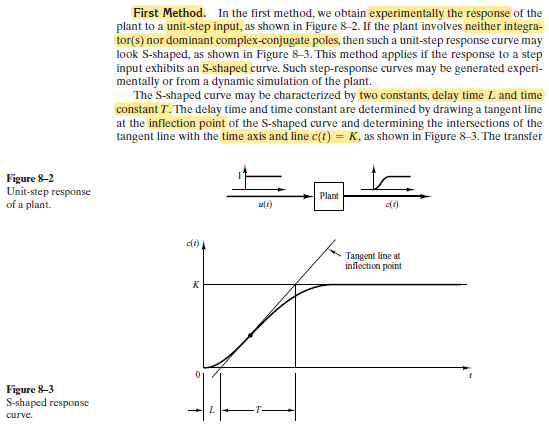 First Method. In the first method, we obtain experimentally the response of the
plant to a unit-step input, as shown in Figure 8–2. If the plant involves neither integra-
tor(s) nor dominant complex-conjugate poles, then such a unit-step response curve may
look S-shaped, as shown in Figure 8–3. This method applies if the response to a step
input exhibits an S-shaped curve. Such step-response curves may be generated experi-
mentally or from a dynamic simulation of the plant.
The S-shaped curve may be characterized by two constants, delay time L and time
constant T. The delay time and time constant are determined by drawing a tangent line
at the inflection point of the S-shaped curve and determining the intersections of the
tangent line with the time axis and line c(t) = K, as shown in Figure 8–3. The transfer
Figure 8–2
Unit-step response
of a plant.
1
u(t)
Plant
c(t)
c(t)
Tangent line at
inflection point
K
0
t
L
T
Figure 8–3
S-shaped response
curve.